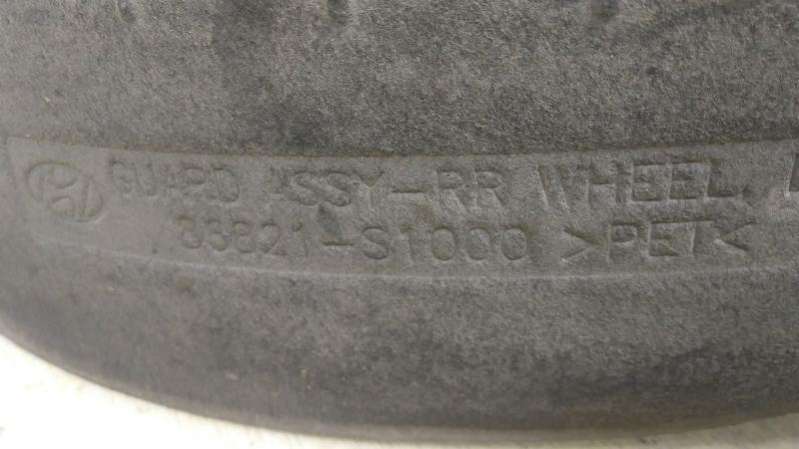 GUARD ASSY-RR WHEEL, L
86821-S1000 >PET<